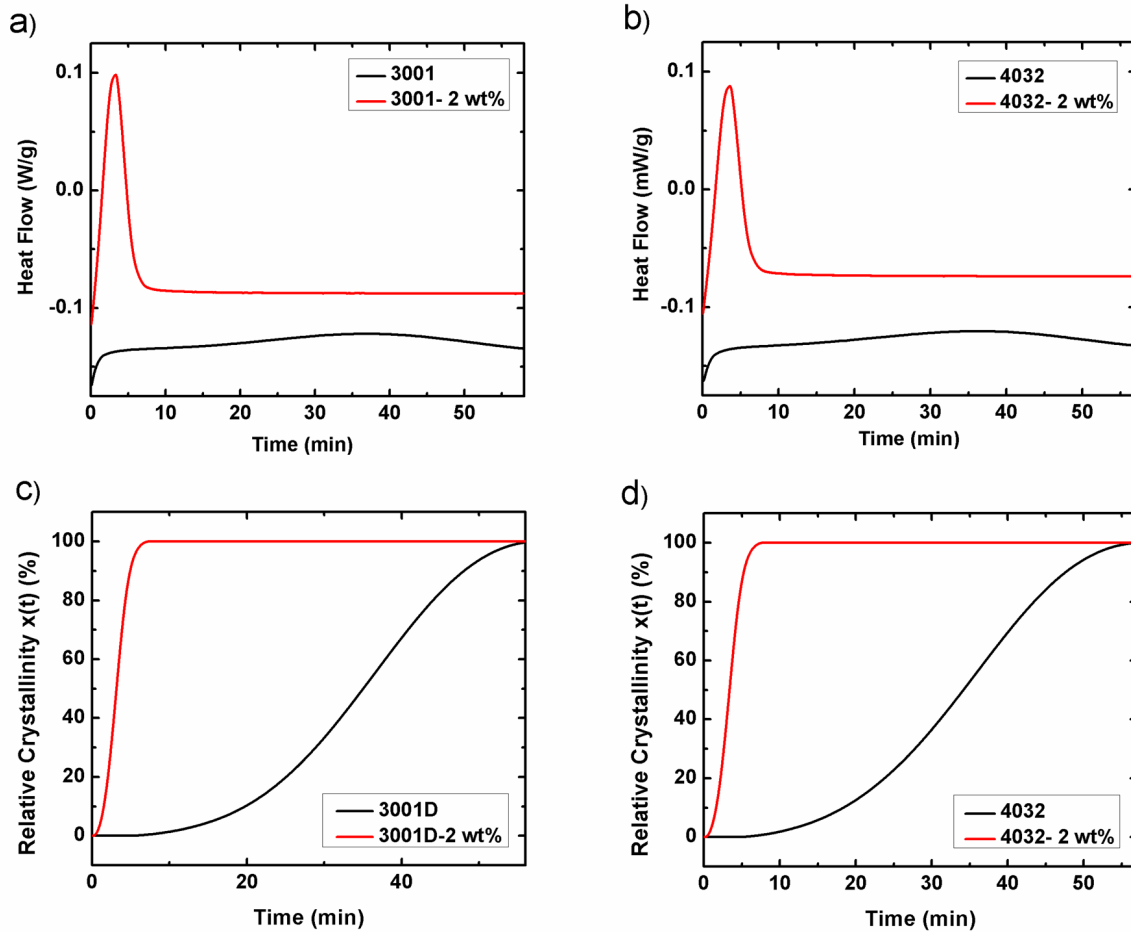 a)
0.1
0.0
-0.1
Heat Flow (W/g)
3001
3001- 2 wt%
0 10 20 30 40 50
Time (min)
b)
0.1
0.0
-0.1
Heat Flow (mW/g)
4032
4032- 2 wt%
0 10 20 30 40 50
Time (min)
c)
100
80
60
40
20
0
Relative Crystallinity x(t) (%)
3001D
3001D-2 wt%
0 20 40
Time (min)
d)
100
80
60
40
20
0
Relative Crystallinity x(t) (%)
4032
4032- 2 wt%
0 10 20 30 40 50
Time (min)